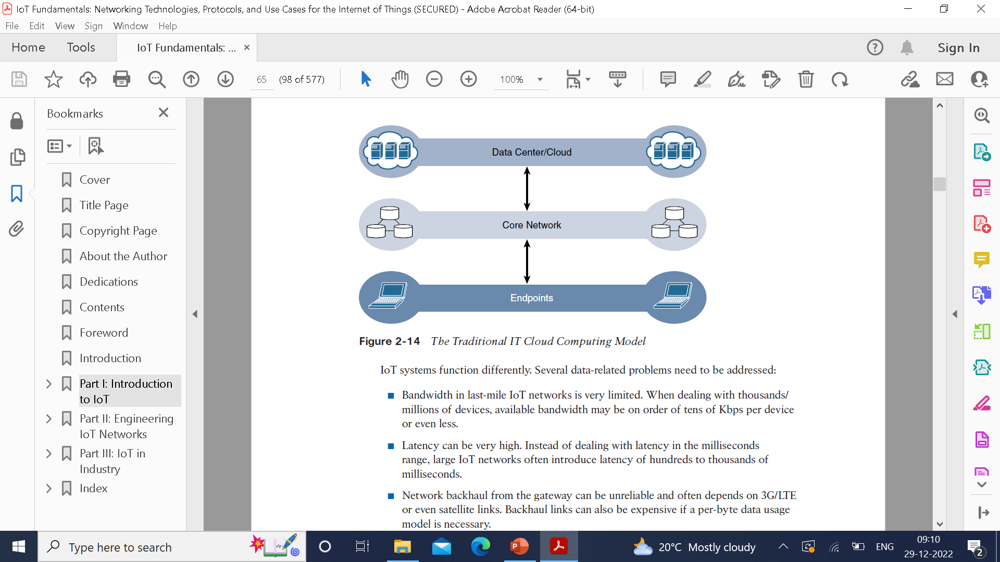 IoT Fundamentals: Networking Technologies, Protocols, and Use Cases for the Internet of Things (SECURED) - Adobe Acrobat Reader (64-bit)
File Edit View Sign Window Help
Home Tools IoT Fundamentals: ... Sign In
65 (98 of 577) 100%
Bookmarks
Cover
Title Page
Copyright Page
About the Author
Dedications
Contents
Foreword
Introduction
Part I: Introduction
to IoT
Part II: Engineering
IoT Networks
Part III: IoT in
Industry
Index
Data Center/Cloud
Core Network
Endpoints
Figure 2-14 The Traditional IT Cloud Computing Model
IoT systems function differently. Several data-related problems need to be addressed:
Bandwidth in last-mile IoT networks is very limited. When dealing with thousands/
millions of devices, available bandwidth may be on order of tens of Kbps per device
or even less.
Latency can be very high. Instead of dealing with latency in the milliseconds
range, large IoT networks often introduce latency of hundreds to thousands of
milliseconds.
Network backhaul from the gateway can be unreliable and often depends on 3G/LTE
or even satellite links. Backhaul links can also be expensive if a per-byte data usage
model is necessary.
Type here to search
20°C Mostly cloudy
ENG
09:10
29-12-2022
2